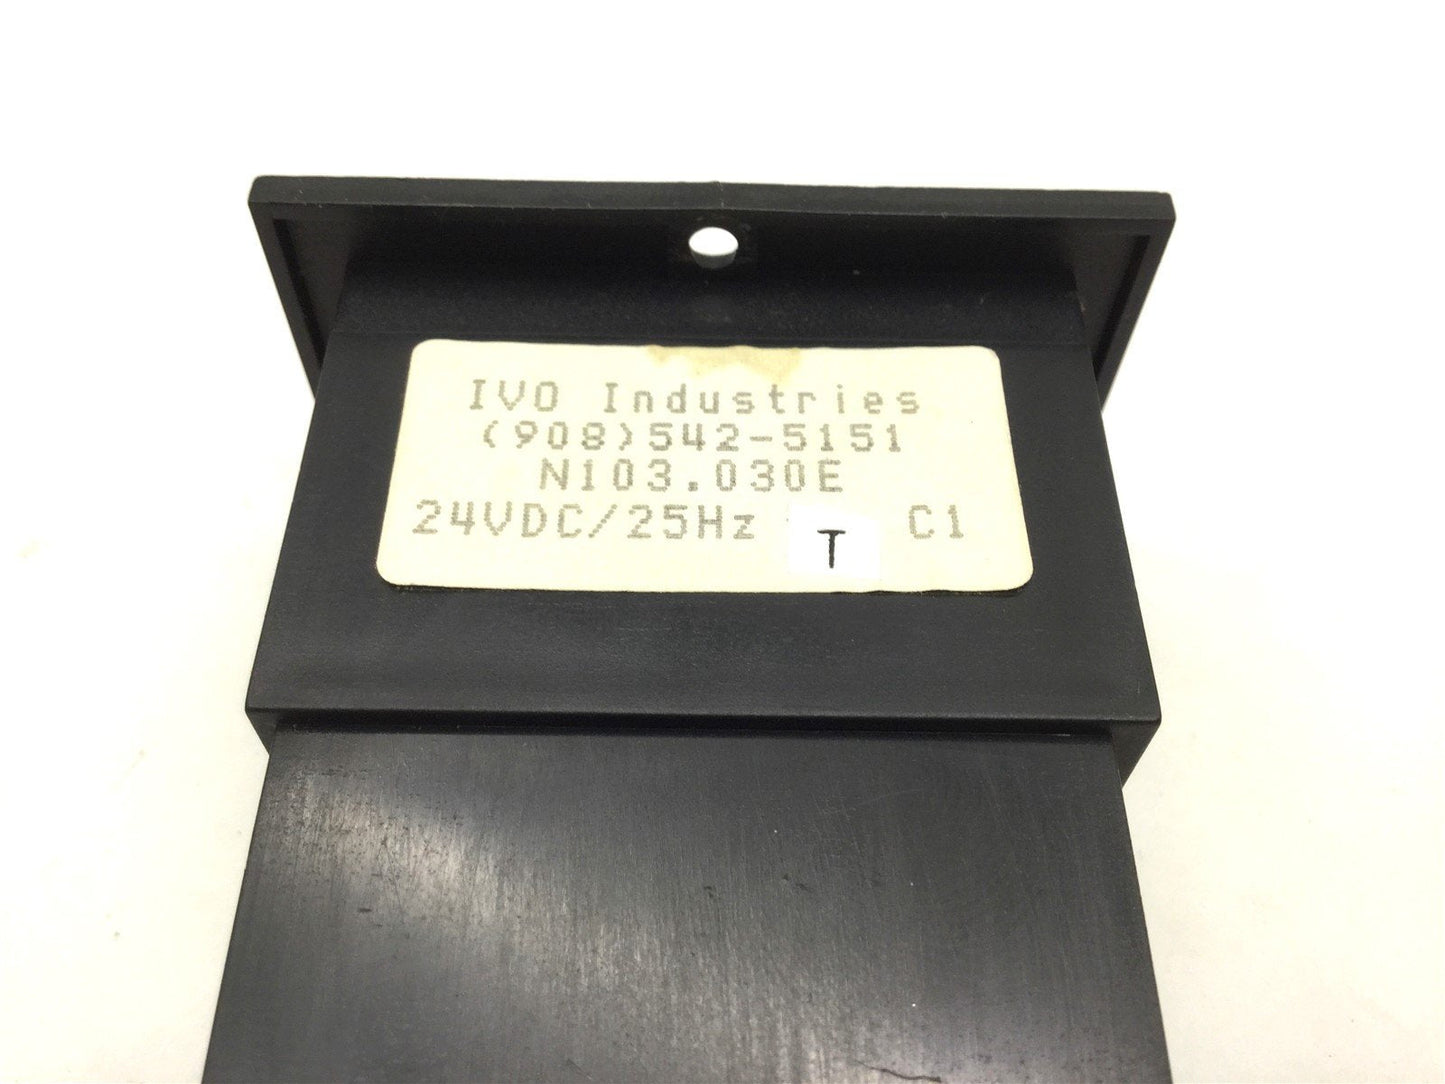 IVO Industries
(908)542-5151
N103.030E
24VDC/25Hz T C1